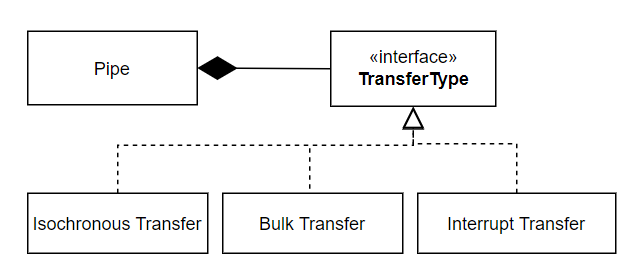 Pipe
«interface»
TransferType
Isochronous Transfer
Bulk Transfer
Interrupt Transfer